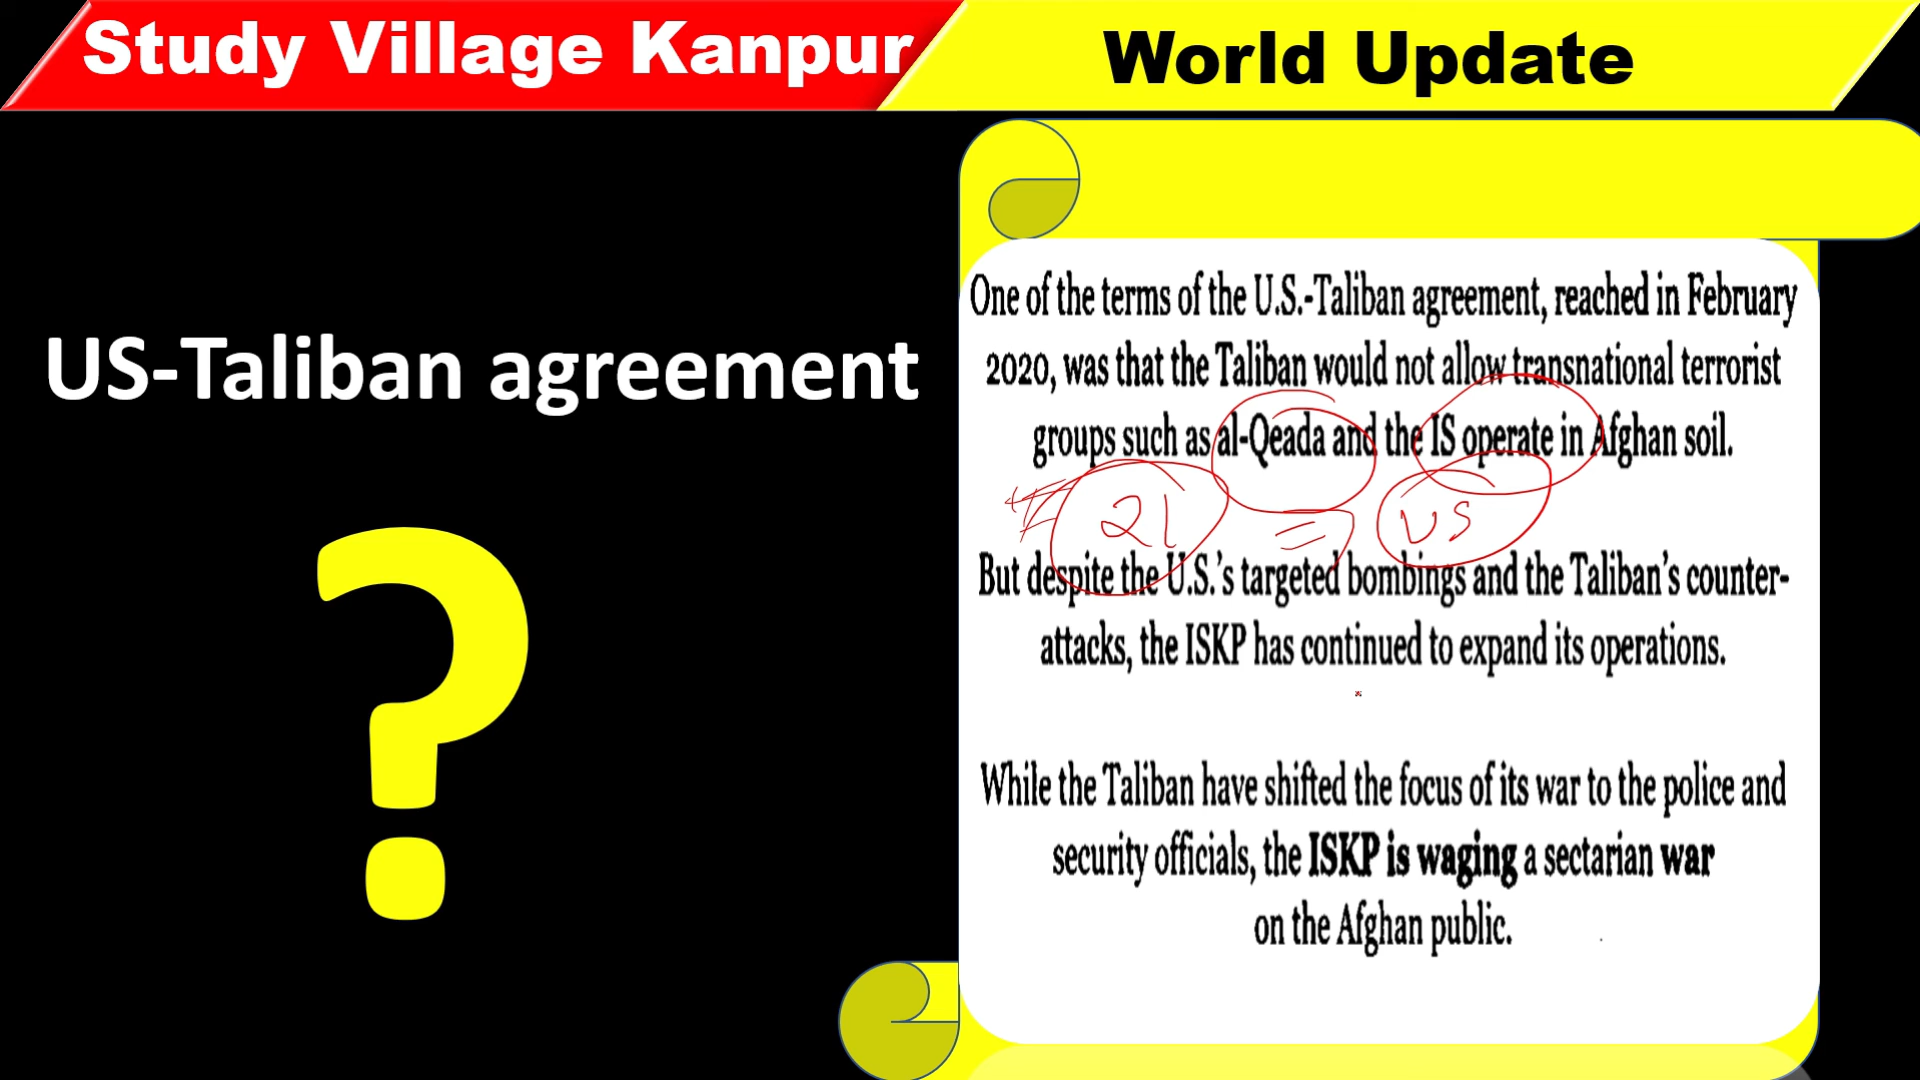 Study Village Kanpur
World Update
US-Taliban agreement
?
One of the terms of the U.S.-Taliban agreement, reached in February
2020, was that the Taliban would not allow transnational terrorist
groups such as al-Qeada and the IS operate in Afghan soil.
21 = US
But despite the U.S.'s targeted bombings and the Taliban's counter-
attacks, the ISKP has continued to expand its operations.
While the Taliban have shifted the focus of its war to the police and
security officials, the ISKP is waging a sectarian war
on the Afghan public.